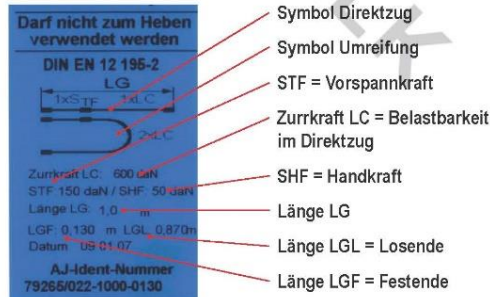 Darf nicht zum Heben
verwendet werden
DIN EN 12 195-2
LG
1xSTF 1xLC
2xLC
Zurrkraft LC: 600 daN
STF: 150 daN / SHF: 50 daN
Länge LG: 1,0 m
LGF: 0,130 m LGL: 0,870m
Datum 09.01.07
AJ-Ident-Nummer
79265/022-1000-0130
Symbol Direktzug
Symbol Umreifung
STF = Vorspannkraft
Zurrkraft LC = Belastbarkeit
im Direktzug
SHF = Handkraft
Länge LG
Länge LGL = Losende
Länge LGF = Festende